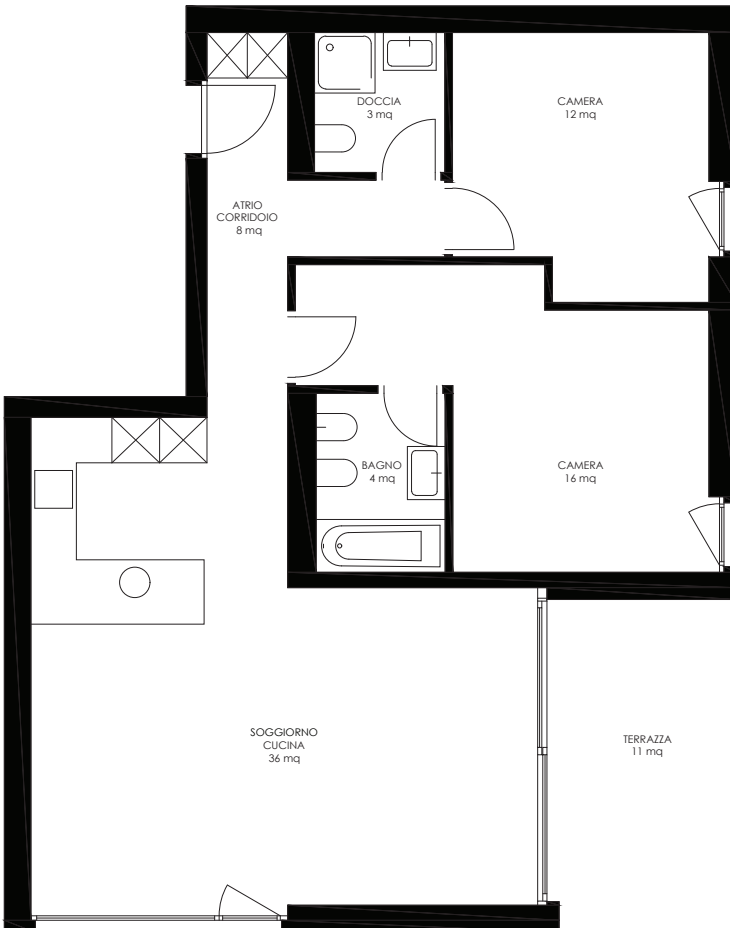 DOCCIA
3 mq
CAMERA
12 mq
ATRIO
CORRIDOIO
8 mq
BAGNO
4 mq
CAMERA
16 mq
SOGGIORNO
CUCINA
36 mq
TERRAZZA
11 mq